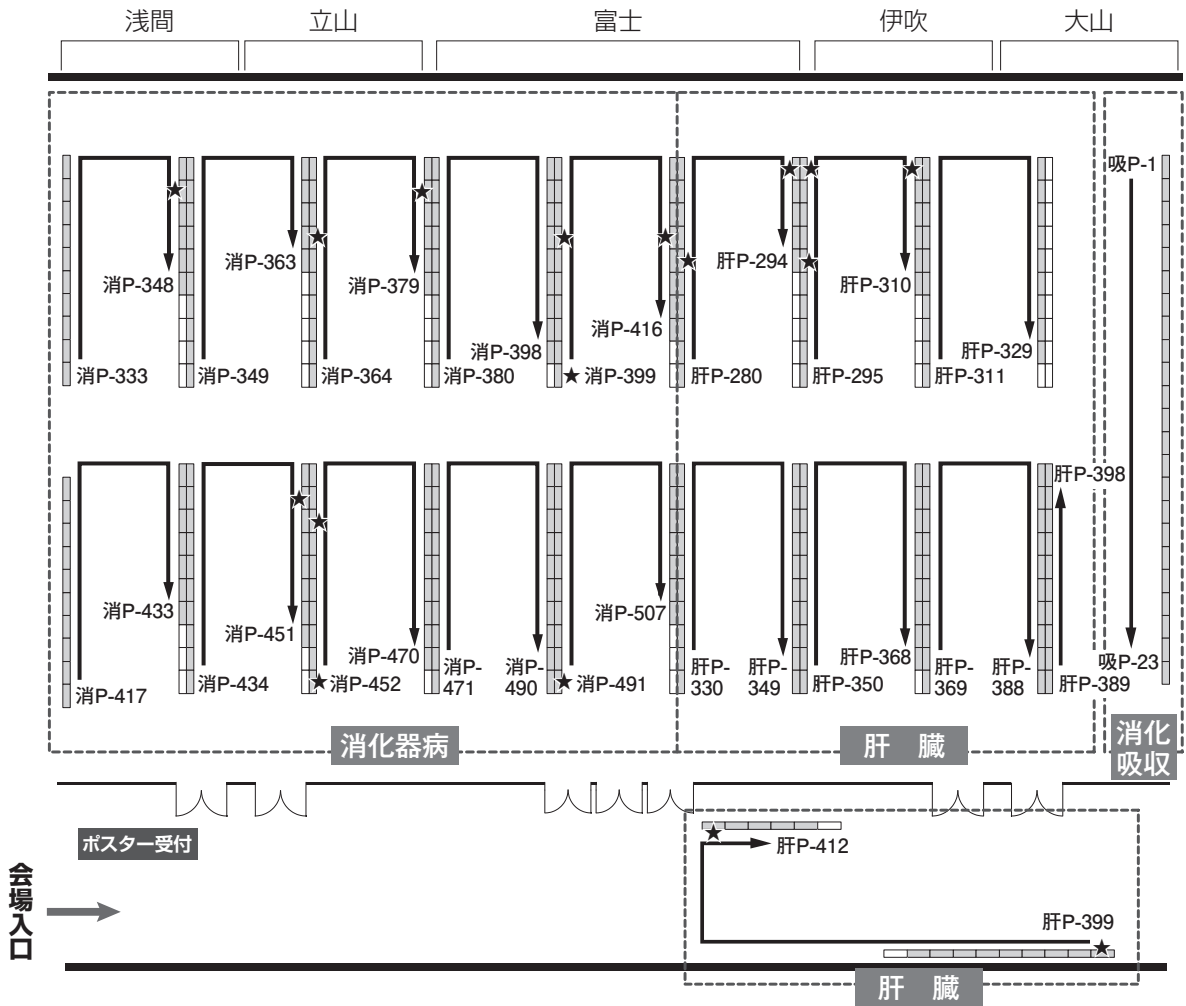 浅間
立山
富士
伊吹
大山
吸P-1
消P-348
消P-363
消P-379
消P-398
消P-416
肝P-294
肝P-310
肝P-329
消P-333
消P-349
消P-364
消P-380
★ 消P-399
肝P-280
肝P-295
肝P-311
肝P-398
消P-433
消P-451
消P-470
消P-507
肝P-368
吸P-23
消P-417
消P-434
★ 消P-452
消P-
471
消P-
490
★ 消P-491
肝P-
330
肝P-
349
肝P-350
肝P-
369
肝P-
388
肝P-389
消化器病
肝 臓
消化
吸収
ポスター受付
会場入口
肝P-412
肝P-399
肝 臓